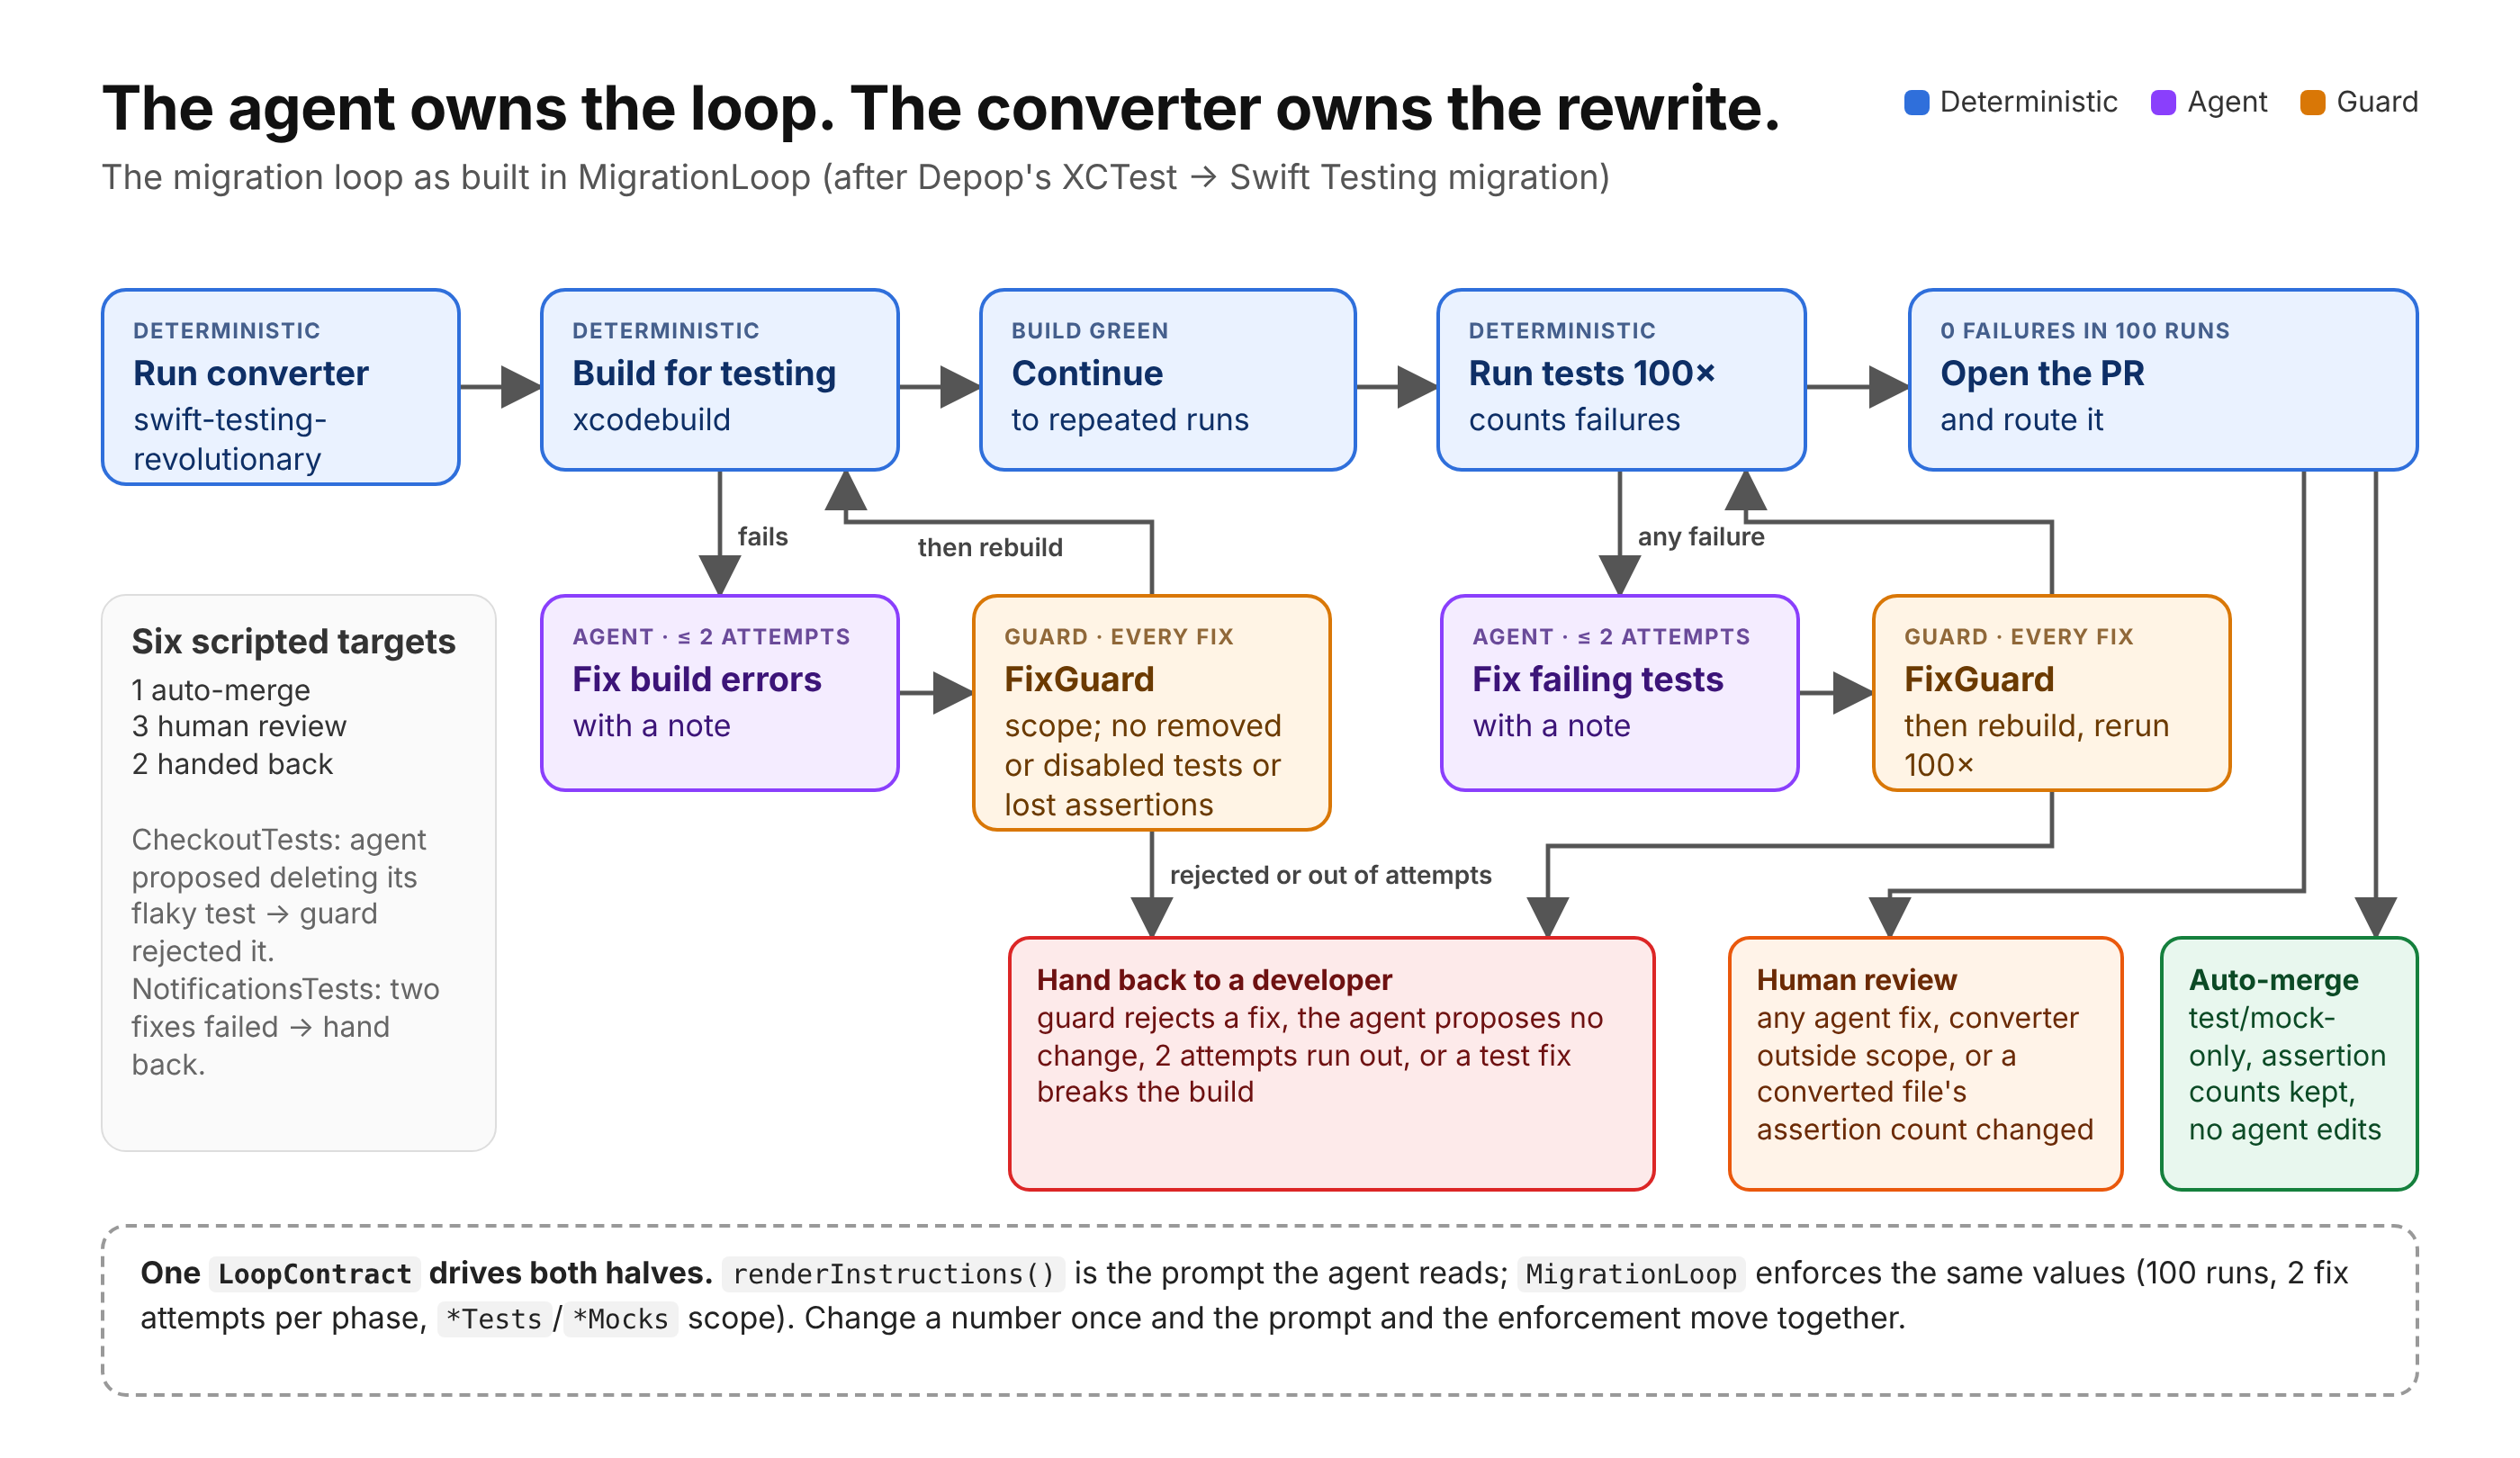 The agent owns the loop. The converter owns the rewrite.
Deterministic
Agent
Guard
The migration loop as built in MigrationLoop (after Depop's XCTest → Swift Testing migration)
DETERMINISTIC
Run converter
swift-testing-
revolutionary
DETERMINISTIC
Build for testing
xcodebuild
BUILD GREEN
Continue
to repeated runs
DETERMINISTIC
Run tests 100×
counts failures
0 FAILURES IN 100 RUNS
Open the PR
and route it
fails
then rebuild
any failure
Six scripted targets
1 auto-merge
3 human review
2 handed back
CheckoutTests: agent
proposed deleting its
flaky test → guard
rejected it.
NotificationsTests: two
fixes failed → hand
back.
AGENT · ≤ 2 ATTEMPTS
Fix build errors
with a note
GUARD · EVERY FIX
FixGuard
scope; no removed
or disabled tests or
lost assertions
AGENT · ≤ 2 ATTEMPTS
Fix failing tests
with a note
GUARD · EVERY FIX
FixGuard
then rebuild, rerun
100×
rejected or out of attempts
Hand back to a developer
guard rejects a fix, the agent proposes no
change, 2 attempts run out, or a test fix
breaks the build
Human review
any agent fix, converter
outside scope, or a
converted file's
assertion count changed
Auto-merge
test/mock-
only, assertion
counts kept,
no agent edits
One LoopContract drives both halves. renderInstructions() is the prompt the agent reads; MigrationLoop enforces the same values (100 runs, 2 fix
attempts per phase, *Tests/*Mocks scope). Change a number once and the prompt and the enforcement move together.